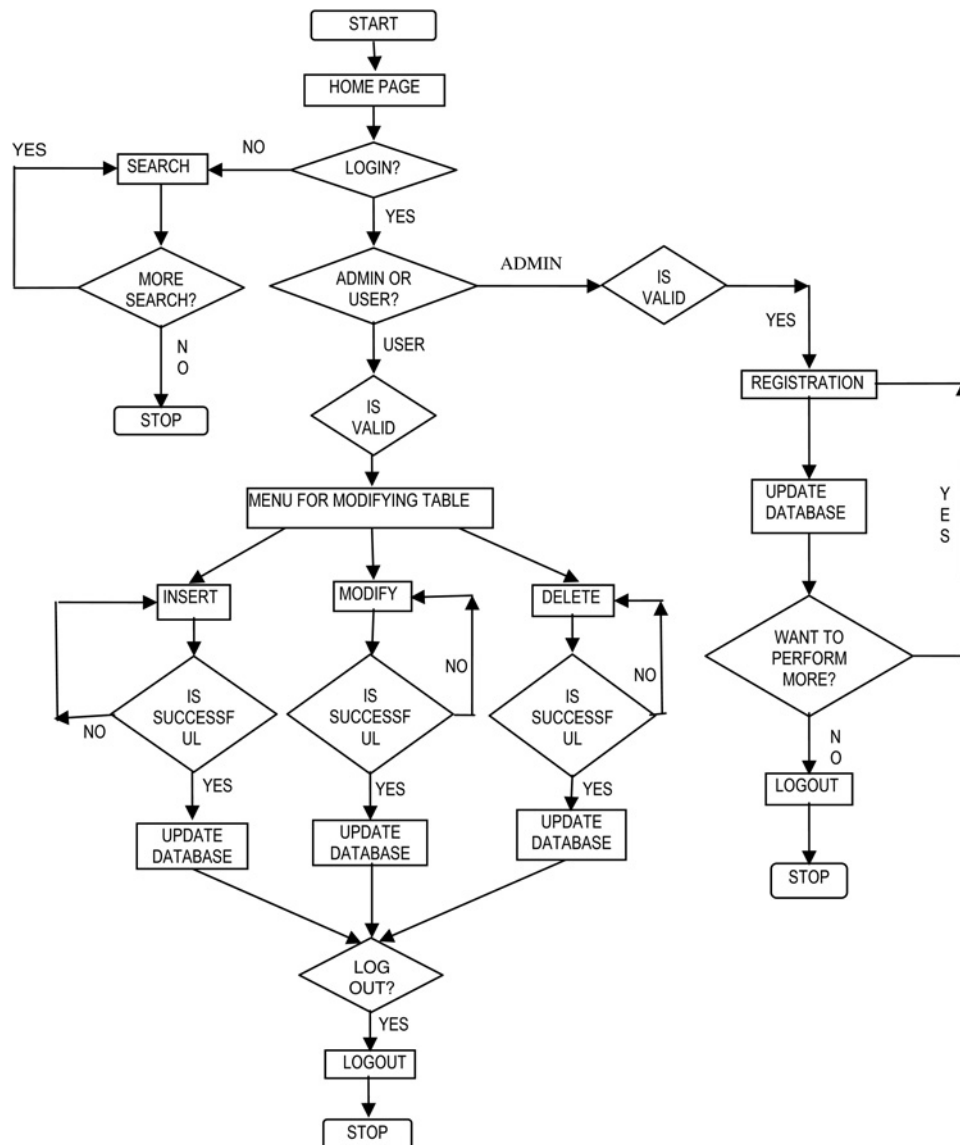 START
HOME PAGE
YES
SEARCH
NO
LOGIN?
YES
MORE
SEARCH?
ADMIN OR
USER?
ADMIN
IS
VALID
YES
N
O
USER
STOP
IS
VALID
REGISTRATION
MENU FOR MODIFYING TABLE
UPDATE
DATABASE
Y
E
S
INSERT
MODIFY
DELETE
WANT TO
PERFORM
MORE?
NO
IS
SUCCESSF
UL
NO
IS
SUCCESSF
UL
NO
IS
SUCCESSF
UL
N
O
YES
YES
YES
LOGOUT
UPDATE
DATABASE
UPDATE
DATABASE
UPDATE
DATABASE
STOP
LOG
OUT?
YES
LOGOUT
STOP